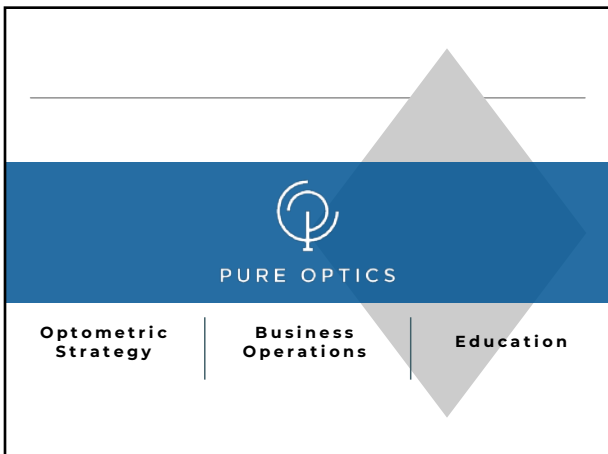 PURE OPTICS
Optometric
Strategy
Business
Operations
Education